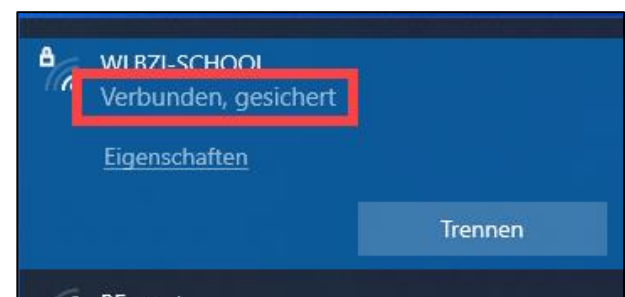 WLBZI-SCHOOL
Verbunden, gesichert
Eigenschaften
Trennen